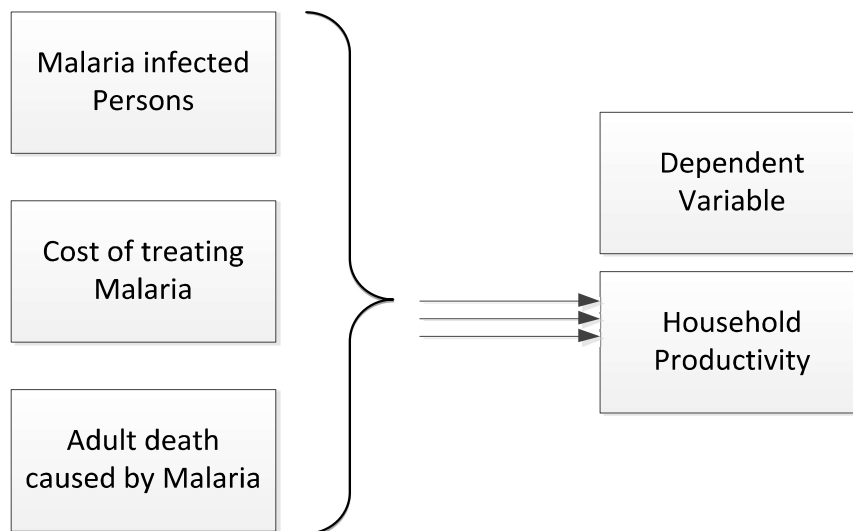 Malaria infected
Persons
Cost of treating
Malaria
Adult death
caused by Malaria
Dependent
Variable
Household
Productivity